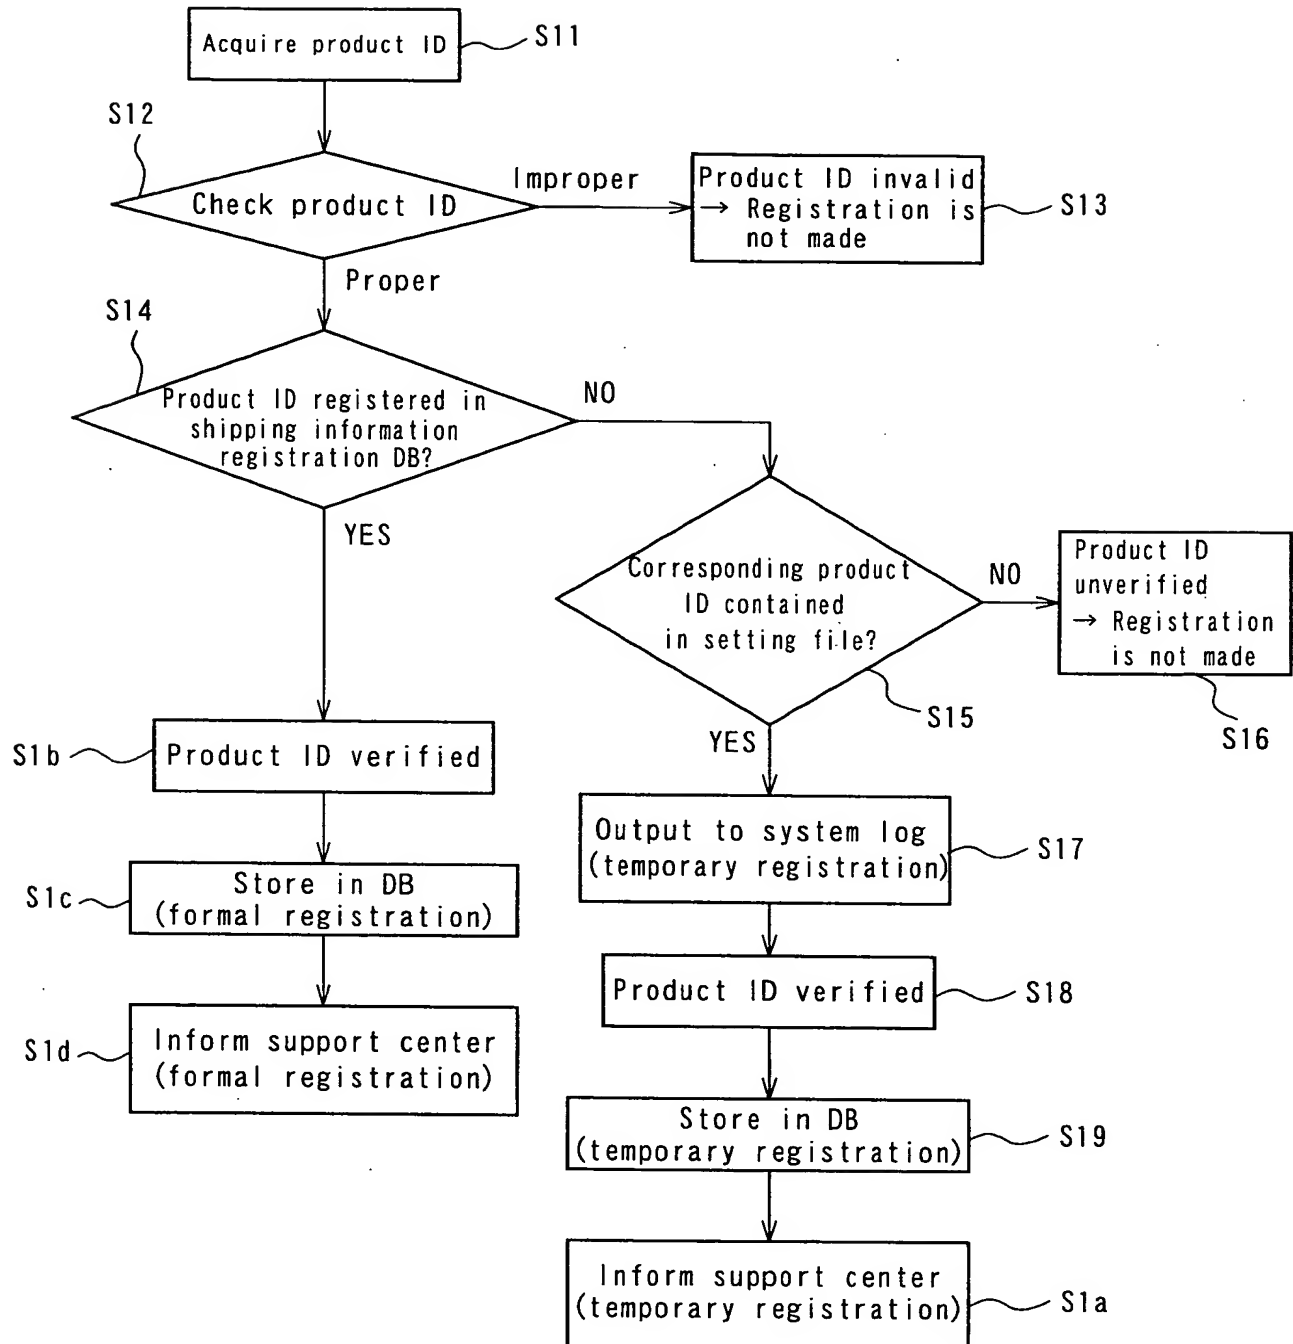 Acquire product ID
S11
S12
Check product ID
Improper
Product ID invalid
→ Registration is
not made
S13
Proper
S14
Product ID registered in
shipping information
registration DB?
NO
YES
Corresponding product
ID contained
in setting file?
NO
Product ID
unverified
→ Registration
is not made
S15
S16
YES
S1b
Product ID verified
Output to system log
(temporary registration)
S17
S1c
Store in DB
(formal registration)
Product ID verified
S18
S1d
Inform support center
(formal registration)
Store in DB
(temporary registration)
S19
Inform support center
(temporary registration)
S1a